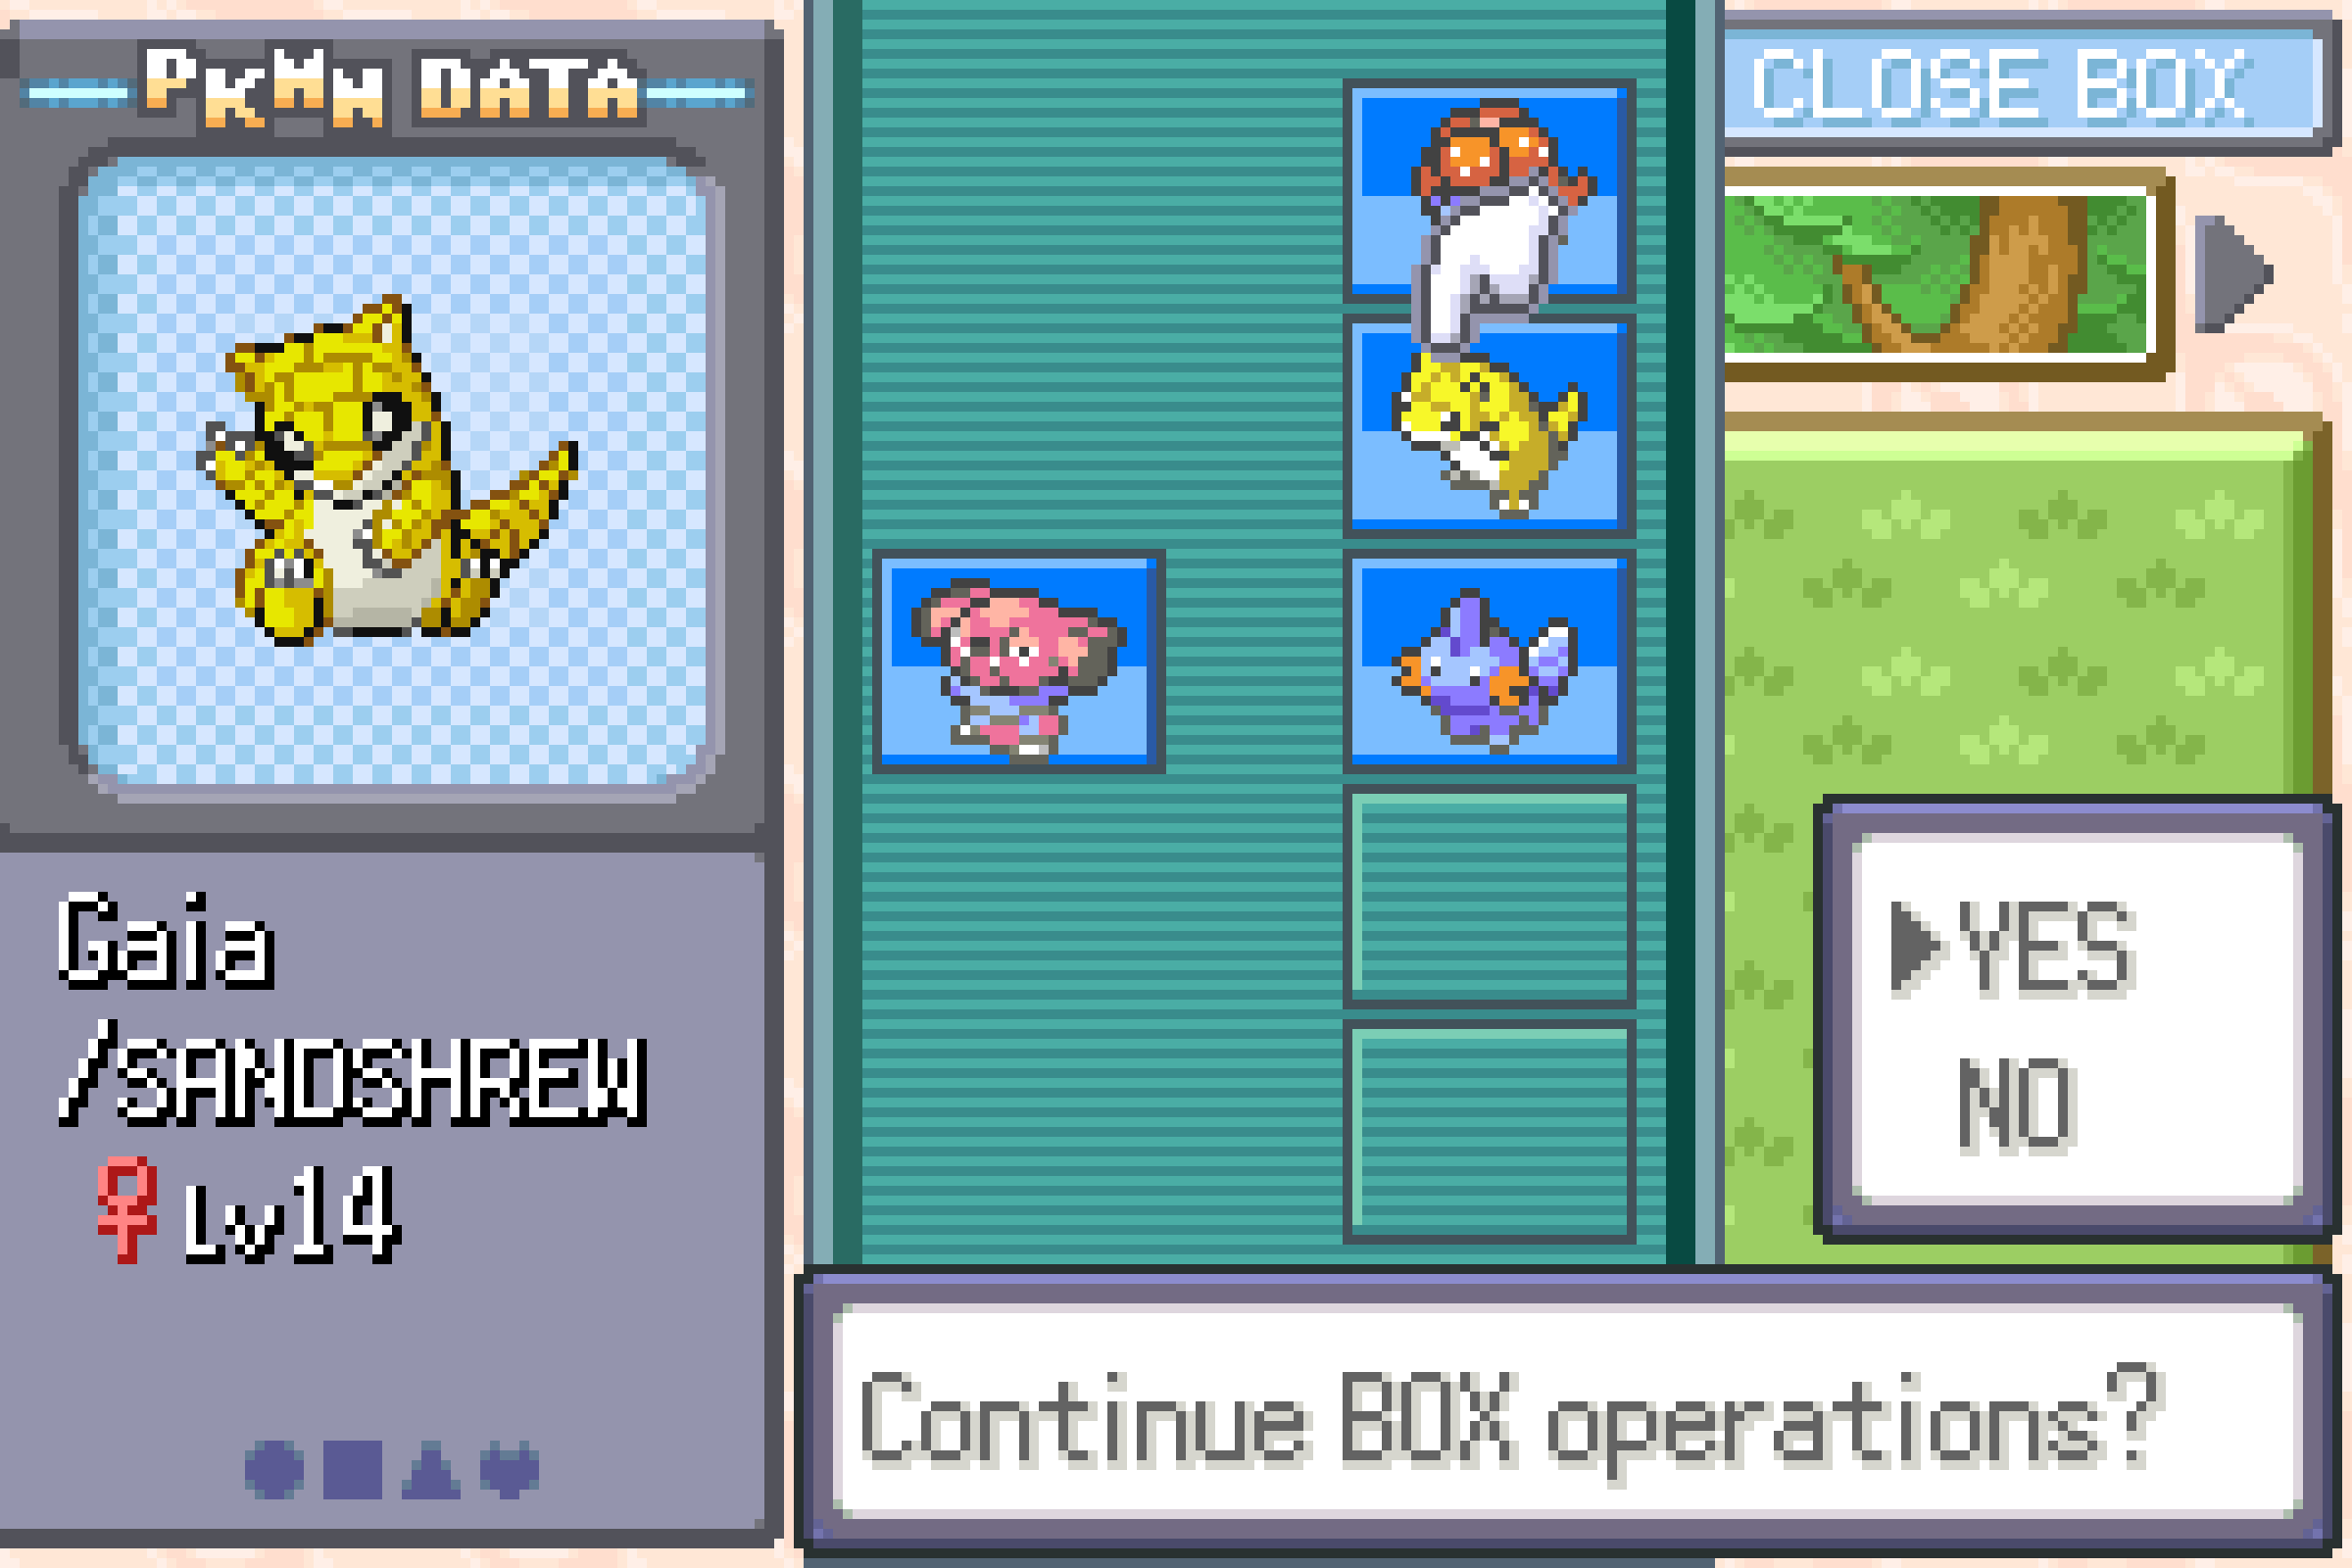 PKMN DATA
CLOSE BOX
Gaia
/SANDSHREW
♀Lv14
YES
NO
Continue BOX operations?